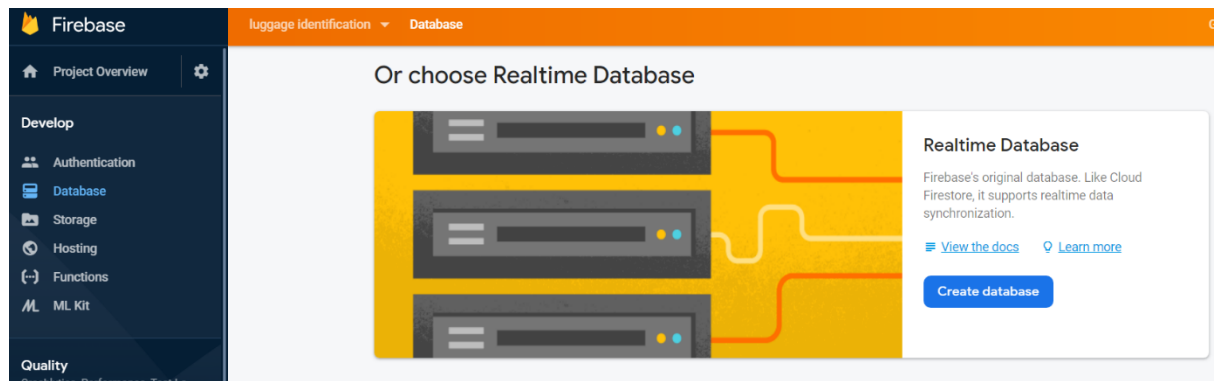 Firebase
luggage identification Database
Project Overview
Or choose Realtime Database
Develop
Authentication
Database
Storage
Hosting
Functions
ML Kit
Quality
Realtime Database
Firebase's original database. Like Cloud
Firestore, it supports realtime data
synchronization.
View the docs Learn more
Create database